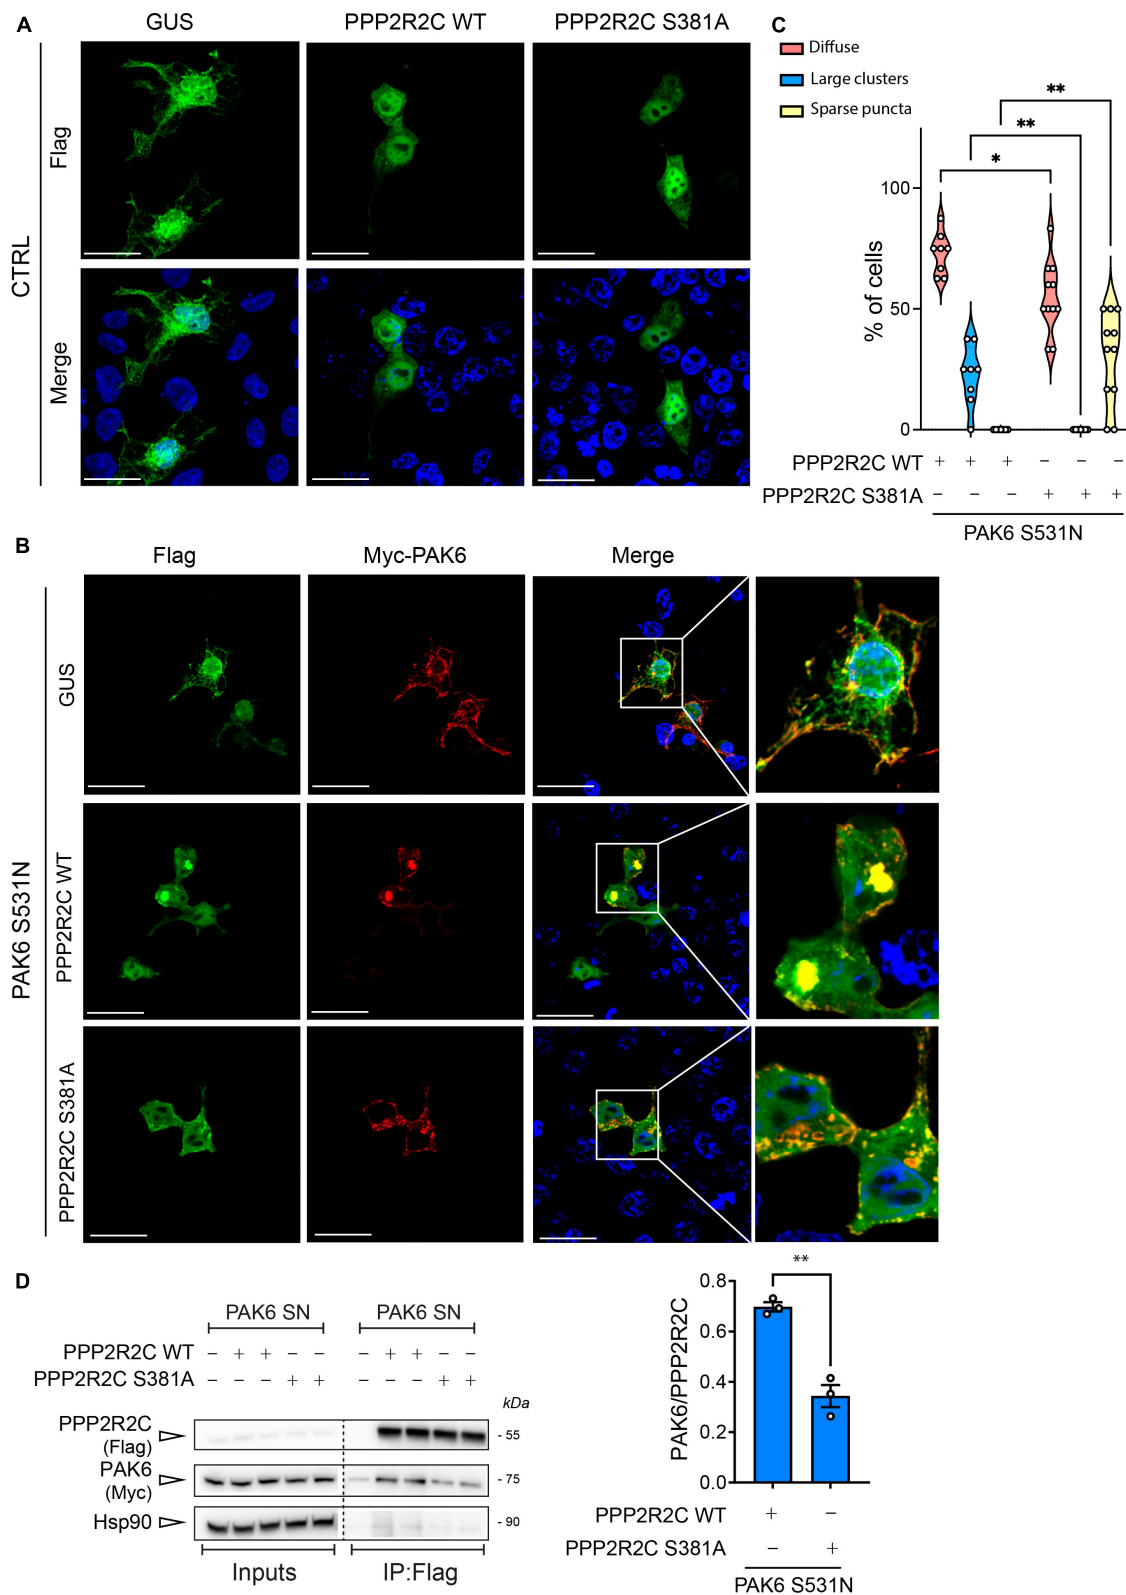 A
GUS
PPP2R2C WT
PPP2R2C S381A
CTRL
Flag
Merge
C
Diffuse
Large clusters
Sparse puncta
**
**
*
% of cells
100
50
0
PPP2R2C WT + + + – – –
PPP2R2C S381A – – – + + +
PAK6 S531N
B
Flag
Myc-PAK6
Merge
PAK6 S531N
GUS
PPP2R2C WT
PPP2R2C S381A
D
PAK6 SN
PAK6 SN
PPP2R2C WT – + + – – – + + – –
PPP2R2C S381A – – – + + – – – + +
kDa
PPP2R2C
(Flag)
- 55
PAK6
(Myc)
- 75
Hsp90
- 90
Inputs
IP:Flag
**
PAK6/PPP2R2C
0.8
0.6
0.4
0.2
0.0
PPP2R2C WT + –
PPP2R2C S381A – +
PAK6 S531N